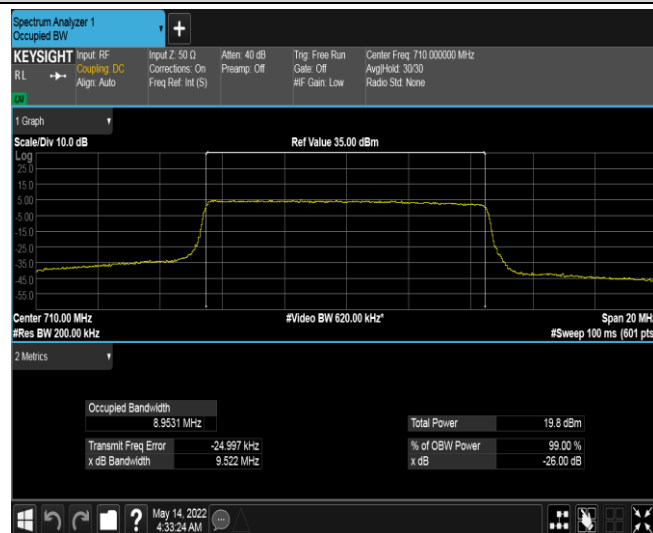 Spectrum Analyzer 1
Occupied BW
+
KEYSIGHT Input: RF Input Z: 50 Ω Atten: 40 dB Trig: Free Run Center Freq: 710.000000 MHz
RL Coupling: DC Corrections: On Preamp: Off Gate: Off Avg|Hold: 30/30
Align: Auto Freq Ref: Int (S) #IF Gain: Low Radio Std: None
1 Graph
Scale/Div 10.0 dB Ref Value 35.00 dBm
Log
25.0
15.0
5.00
-5.00
-15.0
-25.0
-35.0
-45.0
-55.0
Center 710.00 MHz #Video BW 620.00 kHz* Span 20 MHz
#Res BW 200.00 kHz #Sweep 100 ms (601 pts
2 Metrics
Occupied Bandwidth
8.9531 MHz Total Power 19.8 dBm
Transmit Freq Error -24.997 kHz % of OBW Power 99.00 %
x dB Bandwidth 9.522 MHz x dB -26.00 dB
? May 14, 2022
4:33:24 AM